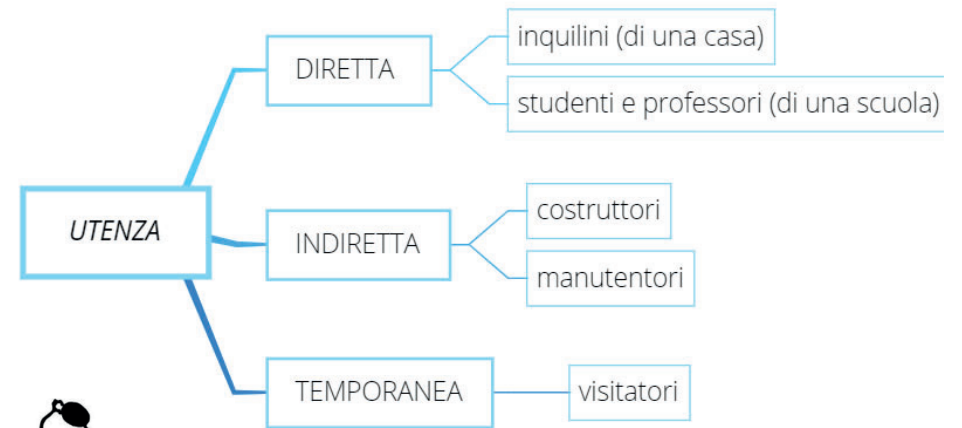 UTENZA
DIRETTA
inquilini (di una casa)
studenti e professori (di una scuola)
INDIRETTA
costruttori
manutentori
TEMPORANEA
visitatori